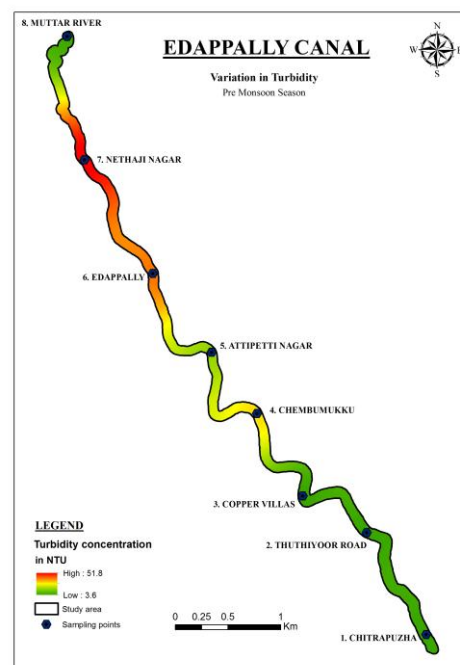 8. MUTTAR RIVER
EDAPPALLY CANAL
Variation in Turbidity
Pre Monsoon Season
N
W
E
S
7. NETHAJI NAGAR
6. EDAPPALLY
5. ATTIPETTI NAGAR
4. CHEMBUMUKKU
3. COPPER VILLAS
2. THUTHIYOOR ROAD
1. CHITRAPUZHA
LEGEND
Turbidity concentration
in NTU
High : 51.8
Low : 3.6
Study area
Sampling points
0 0.25 0.5 1
Km